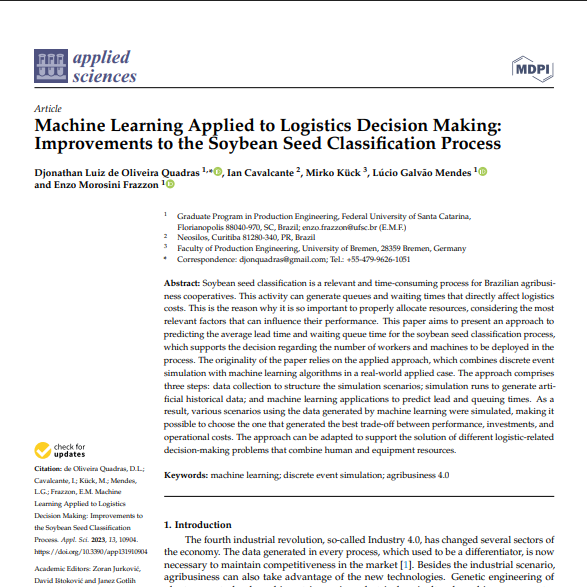 applied
sciences
MDPI
Article
Machine Learning Applied to Logistics Decision Making:
Improvements to the Soybean Seed Classification Process
Djonathan Luiz de Oliveira Quadras 1,*, Ian Cavalcante 2, Mirko Kück 3, Lúcio Galvão Mendes 1
and Enzo Morosini Frazzon 1
1 Graduate Program in Production Engineering, Federal University of Santa Catarina,
Florianopolis 88040-970, SC, Brazil; enzo.frazzon@ufsc.br (E.M.F.)
2 Neosilos, Curitiba 81280-340, PR, Brazil
3 Faculty of Production Engineering, University of Bremen, 28359 Bremen, Germany
* Correspondence: djonquadras@gmail.com; Tel.: +55-479-9626-1051
Abstract: Soybean seed classification is a relevant and time-consuming process for Brazilian agribusi-
ness cooperatives. This activity can generate queues and waiting times that directly affect logistics
costs. This is the reason why it is so important to properly allocate resources, considering the most
relevant factors that can influence their performance. This paper aims to present an approach to
predicting the average lead time and waiting queue time for the soybean seed classification process,
which supports the decision regarding the number of workers and machines to be deployed in the
process. The originality of the paper relies on the applied approach, which combines discrete event
simulation with machine learning algorithms in a real-world applied case. The approach comprises
three steps: data collection to structure the simulation scenarios; simulation runs to generate arti-
ficial historical data; and machine learning applications to predict lead and queuing times. As a
result, various scenarios using the data generated by machine learning were simulated, making it
possible to choose the one that generated the best trade-off between performance, investments, and
operational costs. The approach can be adapted to support the solution of different logistic-related
decision-making problems that combine human and equipment resources.
Keywords: machine learning; discrete event simulation; agribusiness 4.0
check for
updates
Citation: de Oliveira Quadras, D.L.;
Cavalcante, I.; Kück, M.; Mendes,
L.G.; Frazzon, E.M. Machine
Learning Applied to Logistics
Decision Making: Improvements to
the Soybean Seed Classification
Process. Appl. Sci. 2023, 13, 10904.
https://doi.org/10.3390/app131910904
Academic Editors: Zoran Jurković,
David Ištoković and Janez Gotlih
1. Introduction
The fourth industrial revolution, so-called Industry 4.0, has changed several sectors of
the economy. The data generated in every process, which used to be a differentiator, is now
necessary to maintain competitiveness in the market [1]. Besides the industrial scenario,
agribusiness can also take advantage of the new technologies. Genetic engineering of